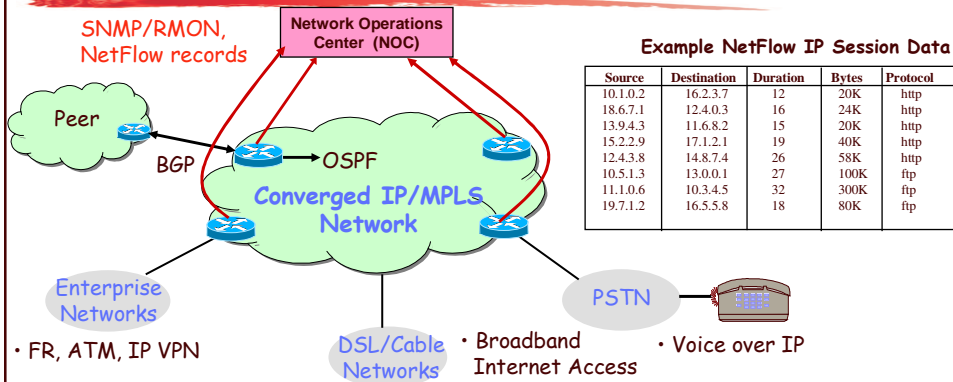 SNMP/RMON,
NetFlow records
Network Operations
Center (NOC)
Example NetFlow IP Session Data
Source Destination Duration Bytes Protocol
10.1.0.2 16.2.3.7 12 20K http
18.6.7.1 12.4.0.3 16 24K http
13.9.4.3 11.6.8.2 15 20K http
15.2.2.9 17.1.2.1 19 40K http
12.4.3.8 14.8.7.4 26 58K http
10.5.1.3 13.0.0.1 27 100K ftp
11.1.0.6 10.3.4.5 32 300K ftp
19.7.1.2 16.5.5.8 18 80K ftp
Peer
BGP
OSPF
Converged IP/MPLS
Network
Enterprise
Networks
PSTN
• FR, ATM, IP VPN
DSL/Cable
Networks
• Broadband
Internet Access
• Voice over IP